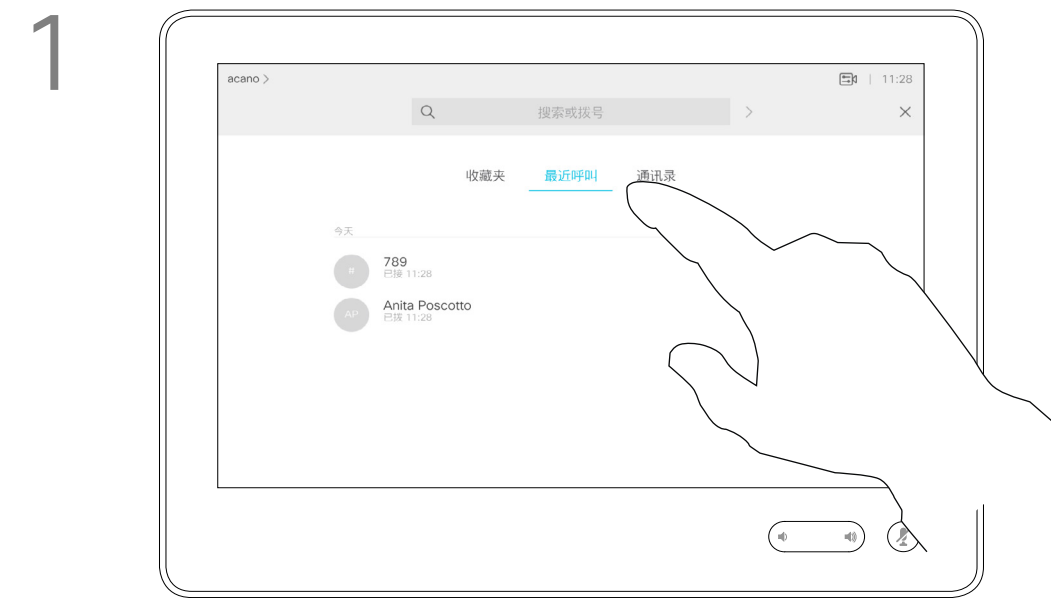 1
acano >
| 11:28
搜索或拨号
收藏夹 最近呼叫 通讯录
今天
#
789
已接 11:28
AP
Anita Poscotto
已拨 11:28